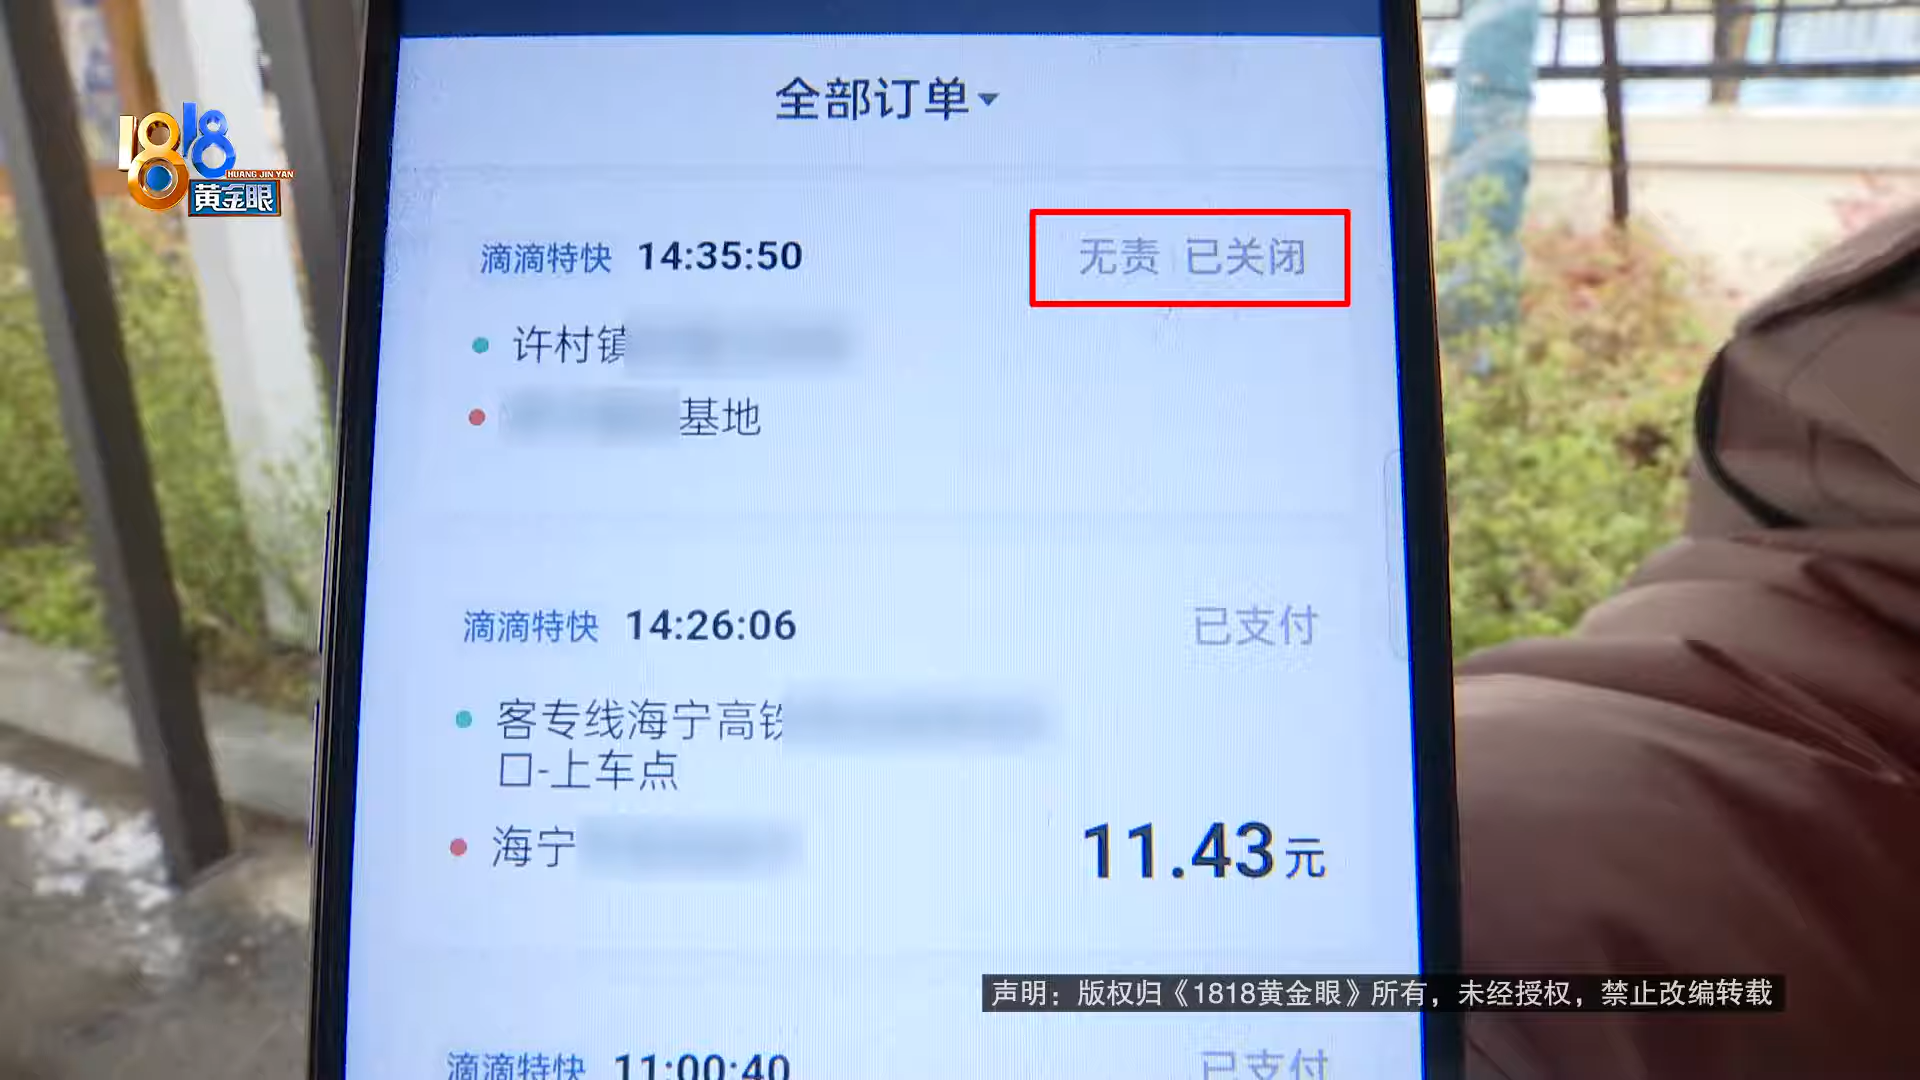 全部订单
1818
HUANG JIN YAN
黄金眼
滴滴特快 14:35:50 无责 已关闭
许村镇
基地
滴滴特快 14:26:06 已支付
客专线海宁高铁
口-上车点
海宁
11.43元
声明：版权归《1818黄金眼》所有，未经授权，禁止改编转载
滴滴特快 11:00:40 已支付